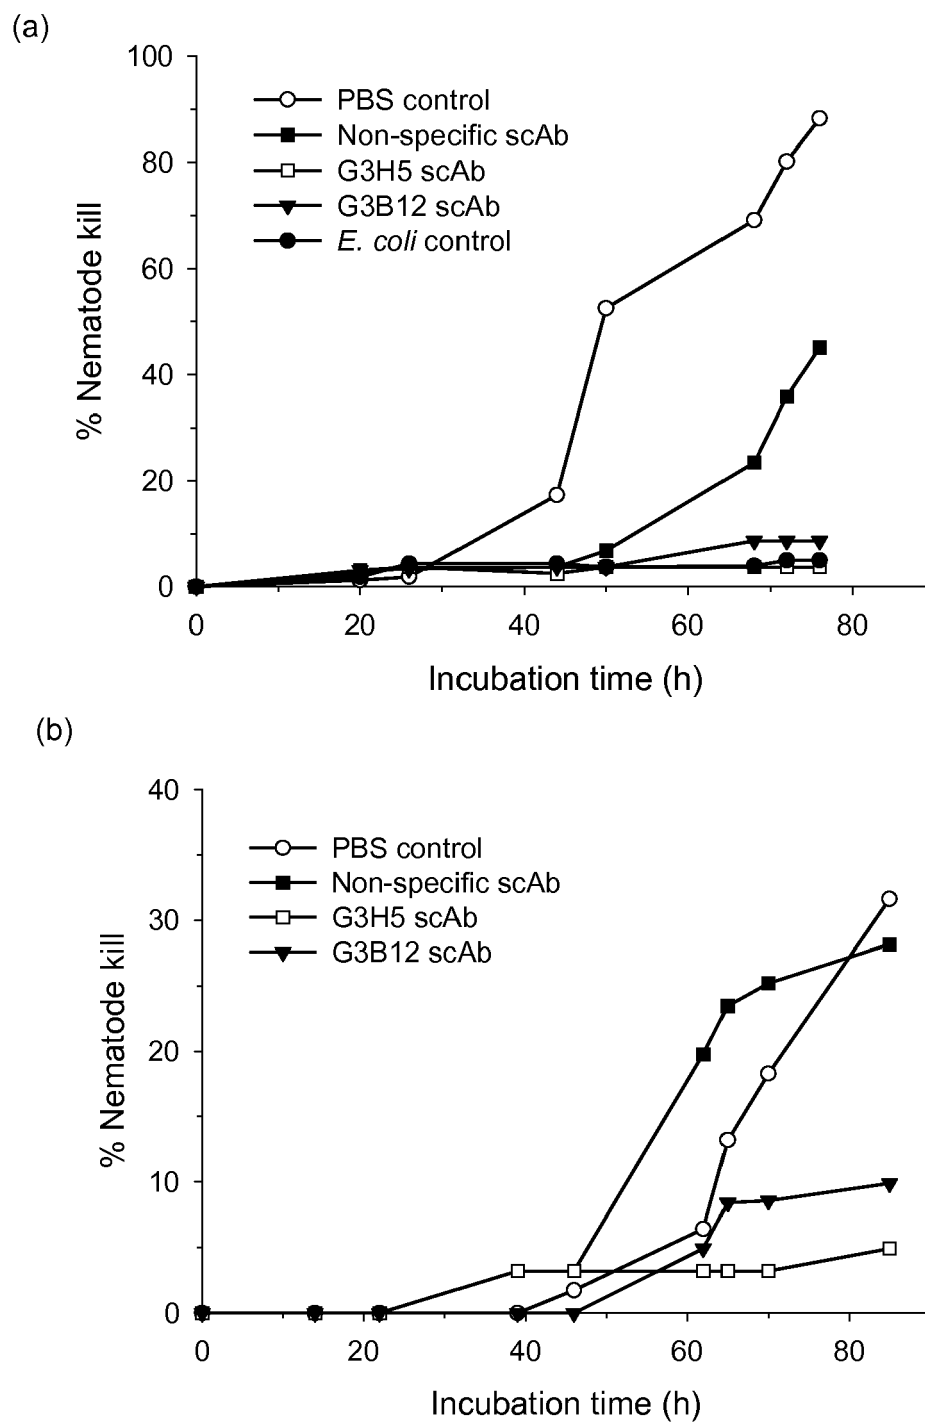 (a)
100
80
60
40
20
0
% Nematode kill
PBS control
Non-specific scAb
G3H5 scAb
G3B12 scAb
E. coli control
0 20 40 60 80
Incubation time (h)
(b)
40
30
20
10
0
% Nematode kill
PBS control
Non-specific scAb
G3H5 scAb
G3B12 scAb
0 20 40 60 80
Incubation time (h)